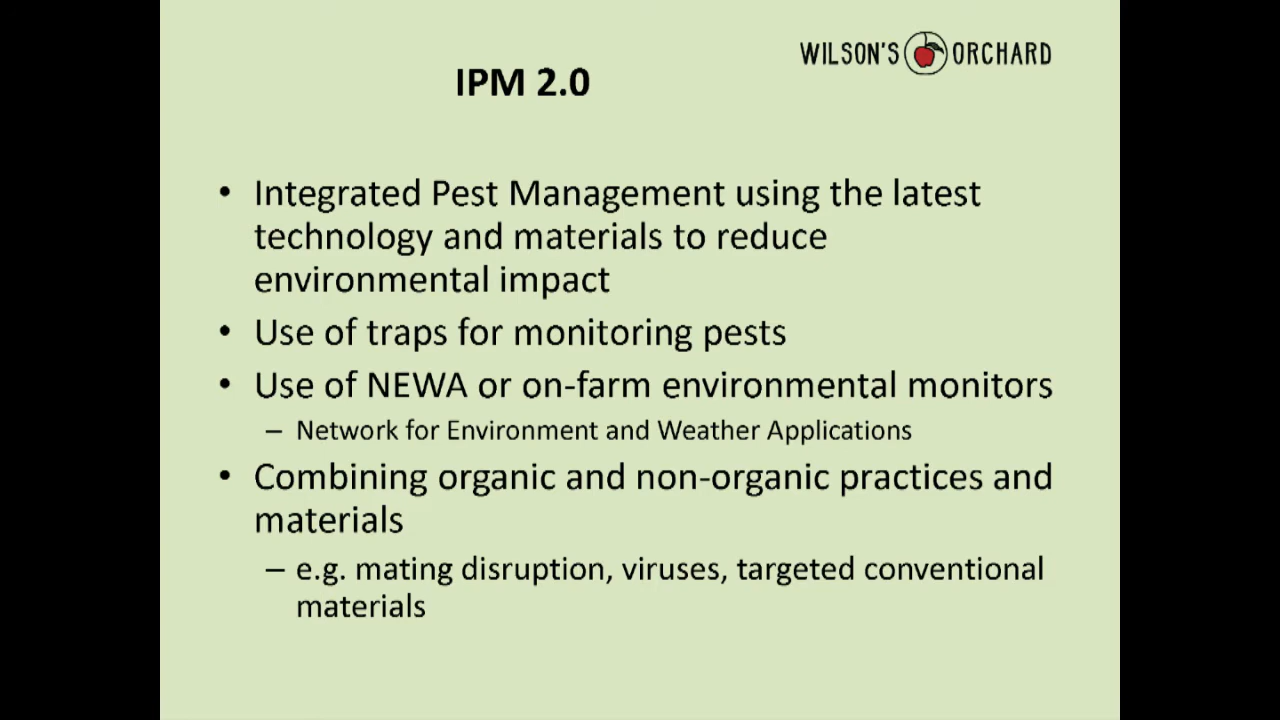 WILSON'S ORCHARD
IPM 2.0
• Integrated Pest Management using the latest
technology and materials to reduce
environmental impact
• Use of traps for monitoring pests
• Use of NEWA or on-farm environmental monitors
– Network for Environment and Weather Applications
• Combining organic and non-organic practices and
materials
– e.g. mating disruption, viruses, targeted conventional
materials